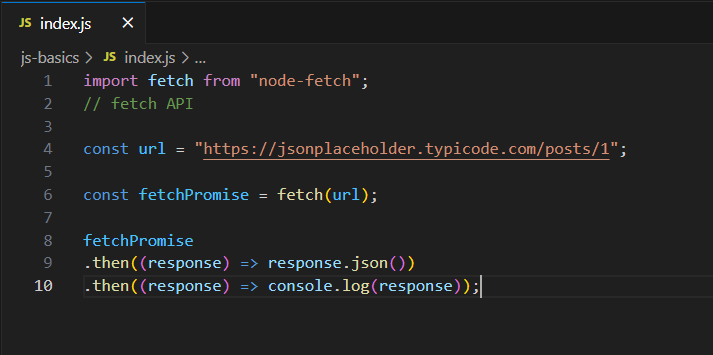 JS index.js ×
js-basics > JS index.js > ...
1 import fetch from "node-fetch";
2 // fetch API
3
4 const url = "https://jsonplaceholder.typicode.com/posts/1";
5
6 const fetchPromise = fetch(url);
7
8 fetchPromise
9 .then((response) => response.json())
10 .then((response) => console.log(response));